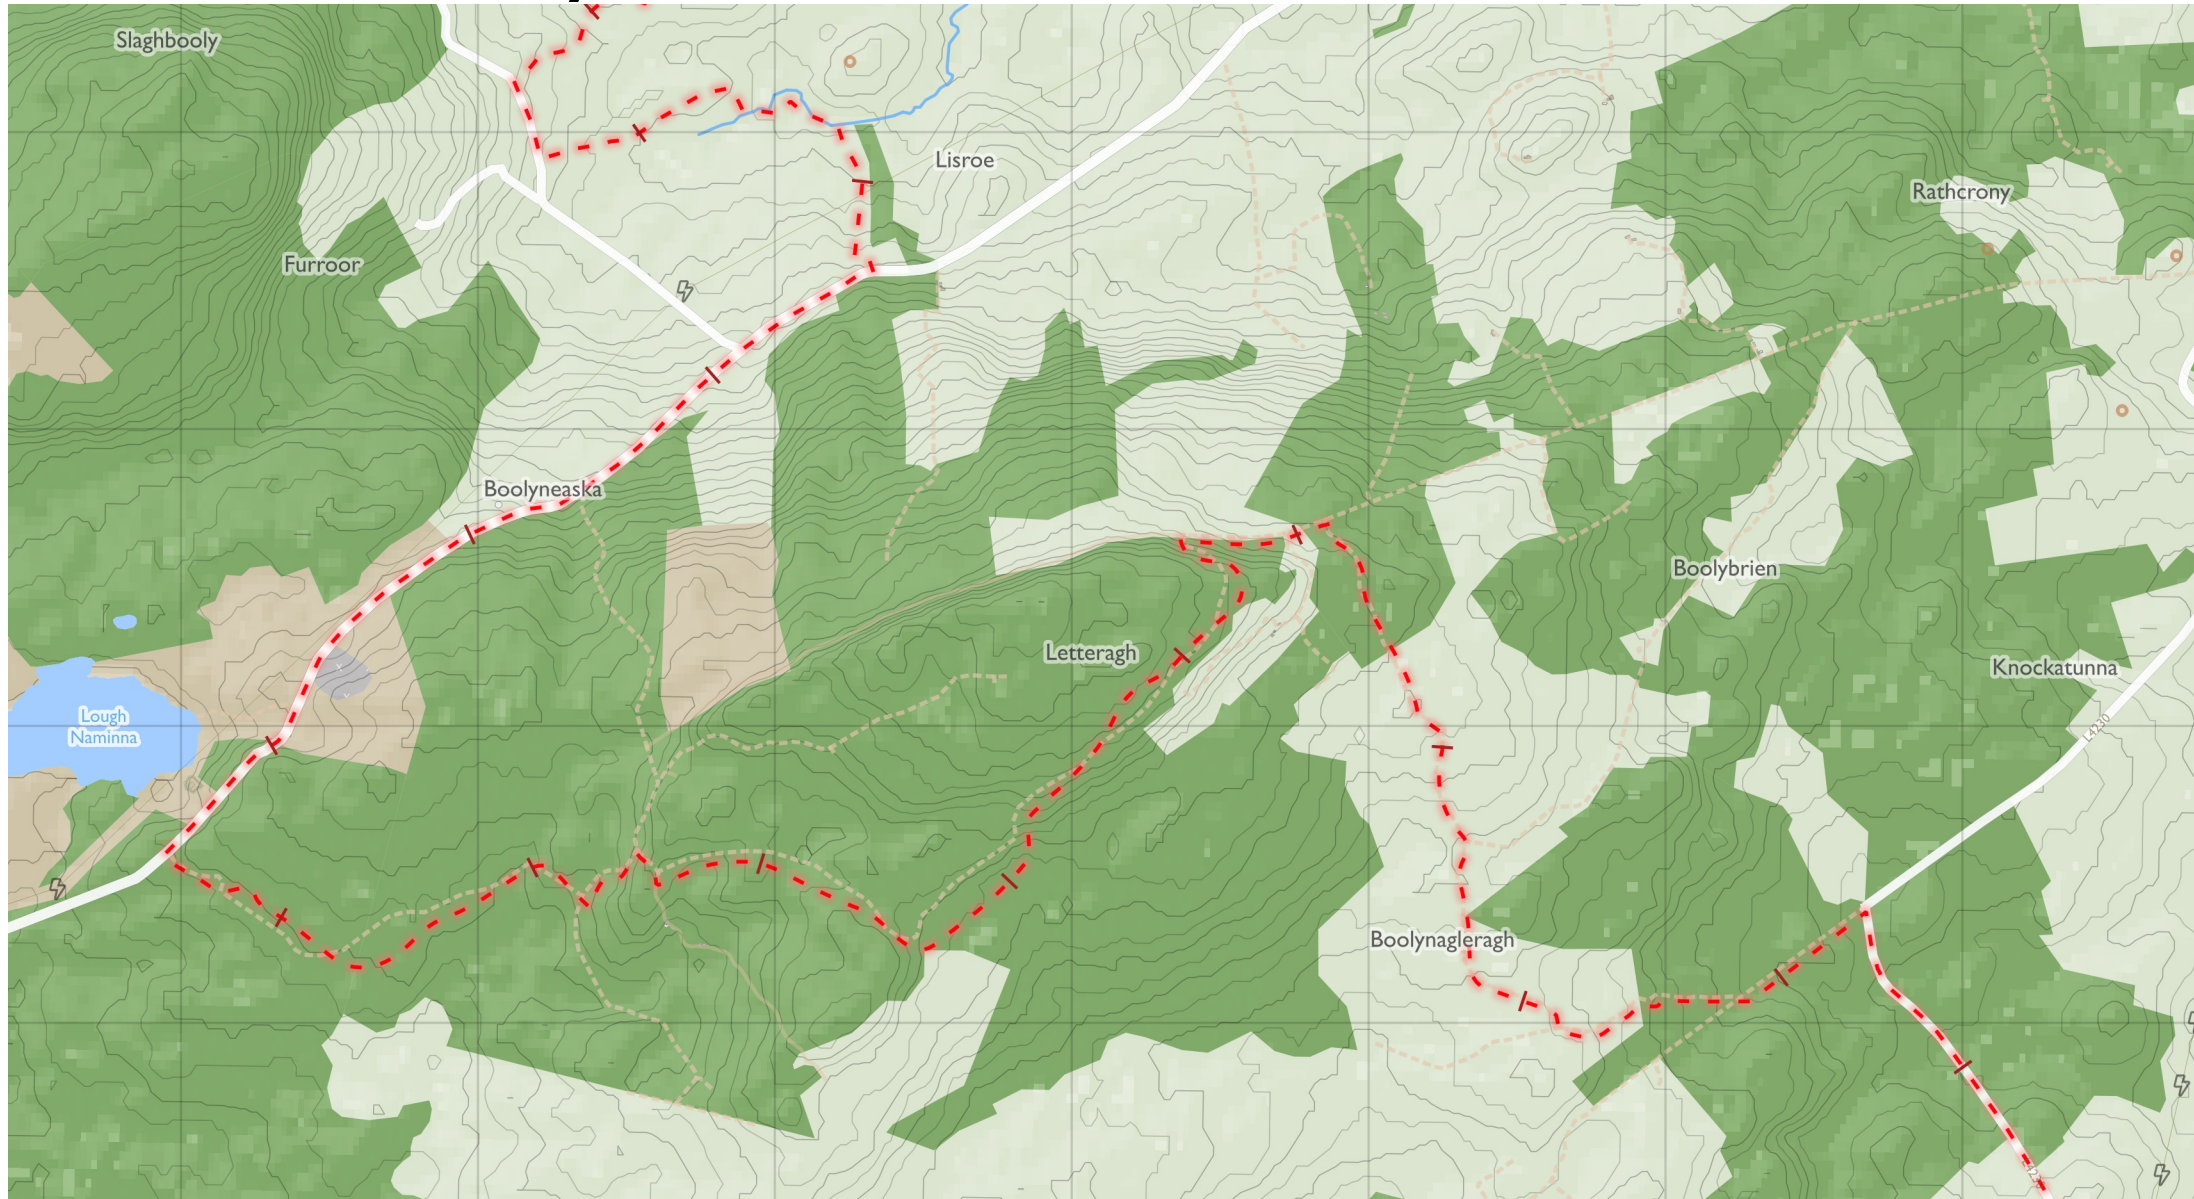 Slaghbooly
Lisroe
Rathcrony
Furroor
Boolyneaska
Boolybrien
Letteragh
Knockatunna
Lough
Naminna
L4230
Boolynagleragh